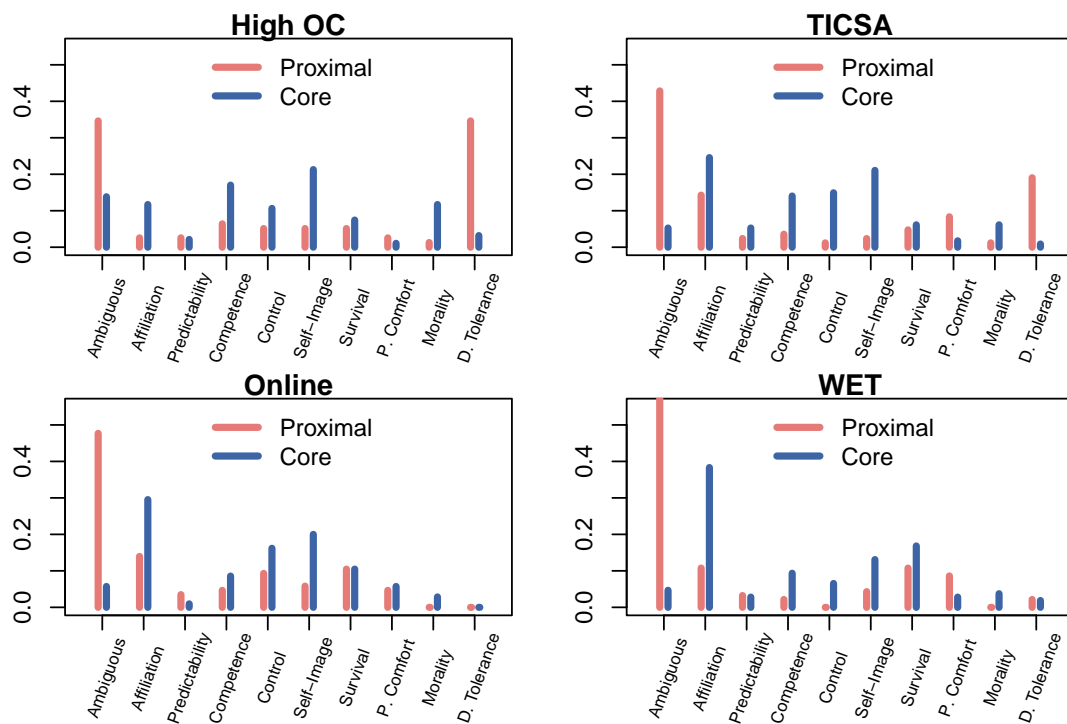 High OC
Proximal
Core
0.0
0.2
0.4
Ambiguous
Affiliation
Predictability
Competence
Control
Self−Image
Survival
P. Comfort
Morality
D. Tolerance
TICSA
Proximal
Core
0.0
0.2
0.4
Ambiguous
Affiliation
Predictability
Competence
Control
Self−Image
Survival
P. Comfort
Morality
D. Tolerance
Online
Proximal
Core
0.0
0.2
0.4
Ambiguous
Affiliation
Predictability
Competence
Control
Self−Image
Survival
P. Comfort
Morality
D. Tolerance
WET
Proximal
Core
0.0
0.2
0.4
Ambiguous
Affiliation
Predictability
Competence
Control
Self−Image
Survival
P. Comfort
Morality
D. Tolerance